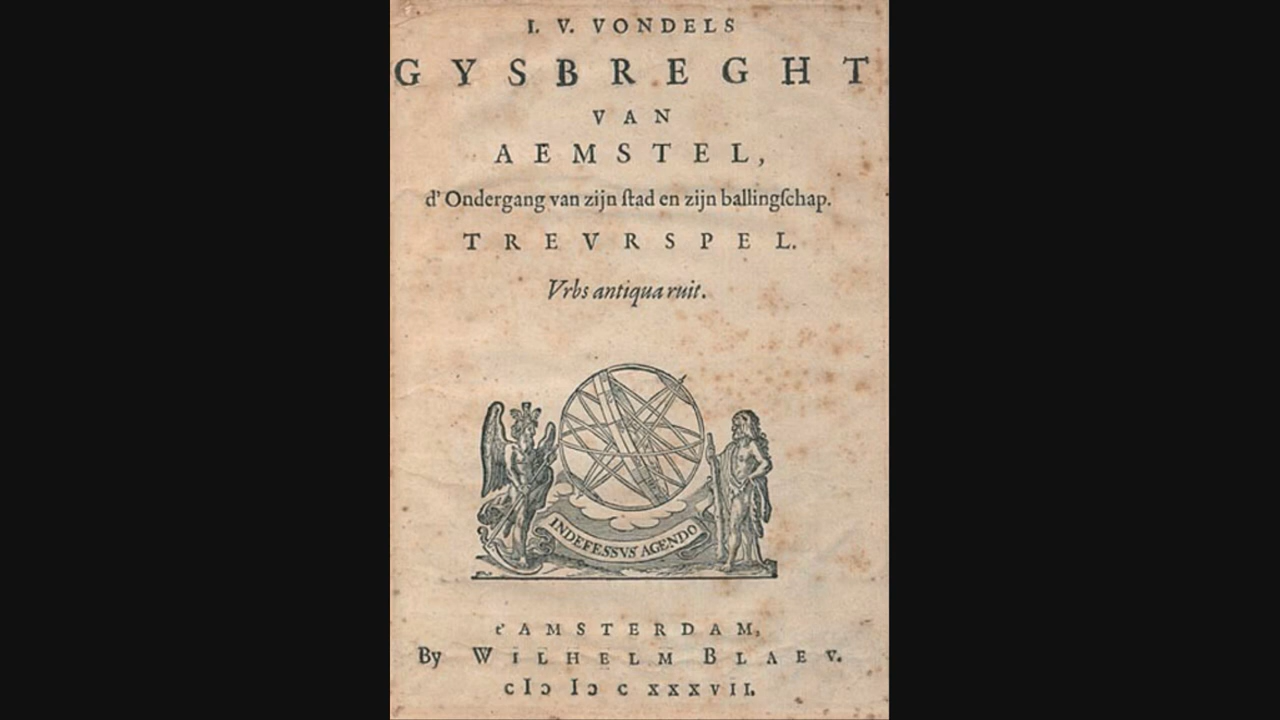 I. V. VONDELS
GYSBREGHT
VAN
AEMSTEL,
d' Ondergang van zijn ſtad en zijn ballingſchap.
TREVRSPEL.
Vrbs antiqua ruit.
INDEFESSVS AGENDO
t' AMSTERDAM,
By WILHELM BLAEV.
cIↄ Iↄ c xxxvii.